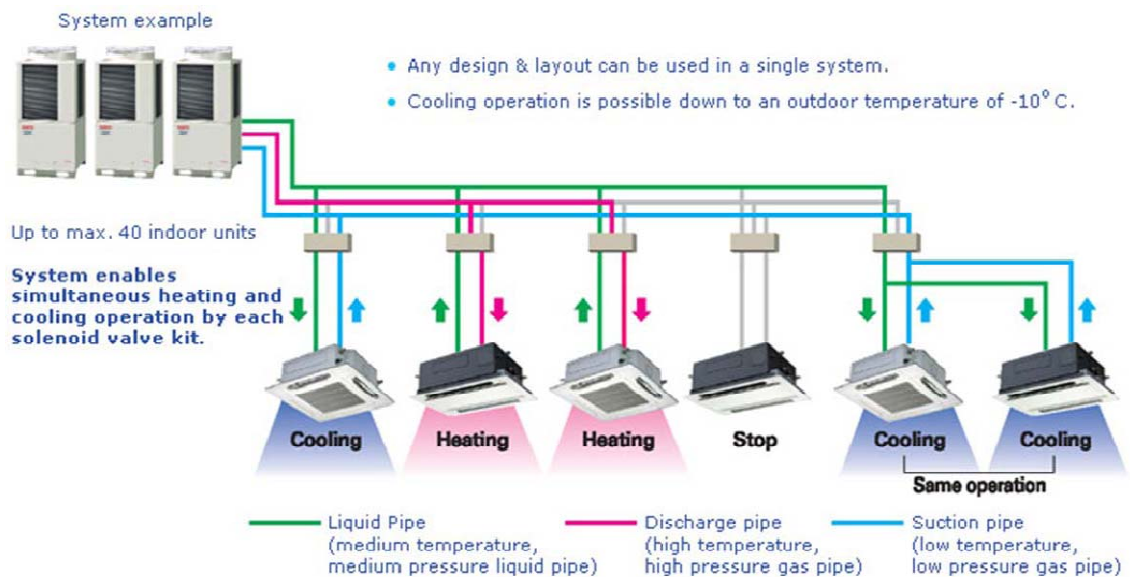 System example
• Any design & layout can be used in a single system.
• Cooling operation is possible down to an outdoor temperature of -10⁰ C.
Up to max. 40 indoor units
System enables
simultaneous heating and
cooling operation by each
solenoid valve kit.
Cooling
Heating
Heating
Stop
Cooling
Cooling
Same operation
Liquid Pipe
(medium temperature,
medium pressure liquid pipe)
Discharge pipe
(high temperature,
high pressure gas pipe)
Suction pipe
(low temperature,
low pressure gas pipe)